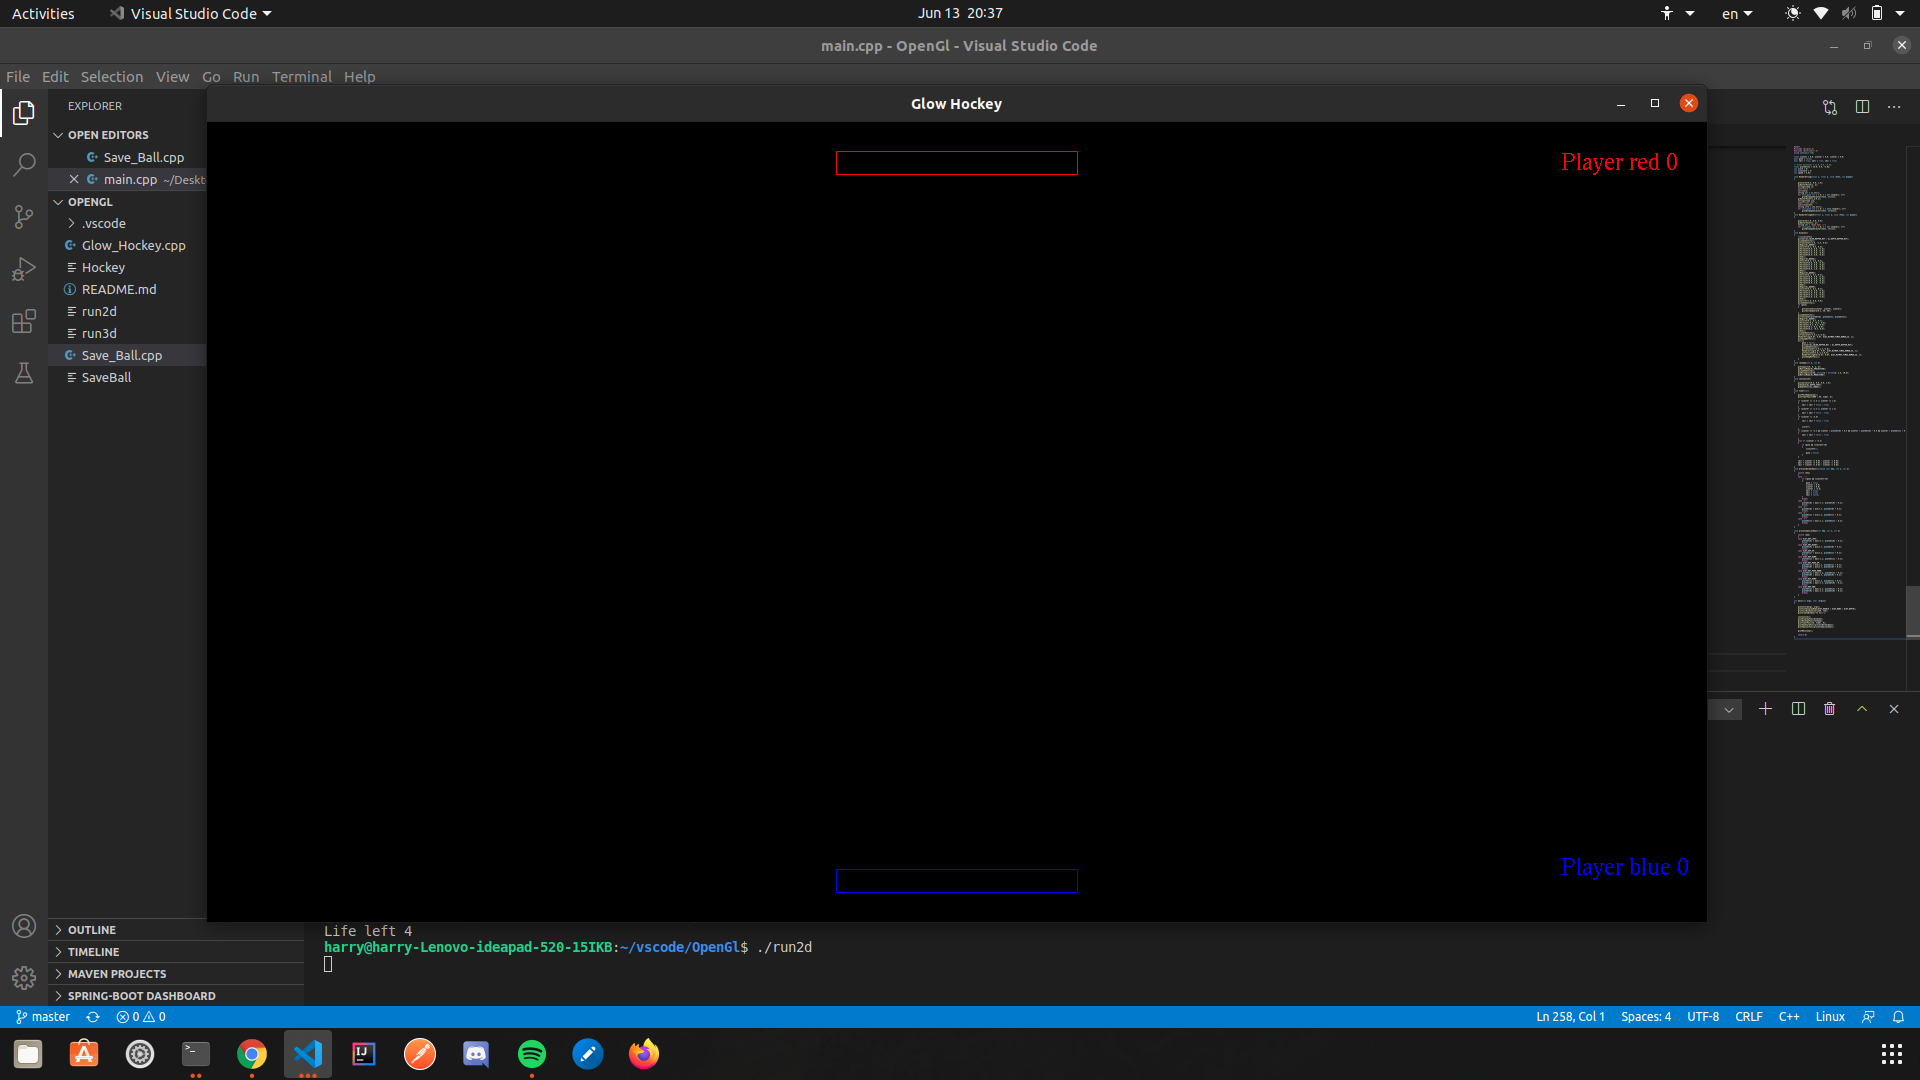 Activities
Visual Studio Code
Jun 13 20:37
en
main.cpp - OpenGl - Visual Studio Code
File Edit Selection View Go Run Terminal Help
EXPLORER
Glow Hockey
OPEN EDITORS
Save_Ball.cpp
main.cpp ~/Deskt
OPENGL
.vscode
Glow_Hockey.cpp
Hockey
README.md
run2d
run3d
Save_Ball.cpp
SaveBall
Player red 0
Player blue 0
OUTLINE
TIMELINE
MAVEN PROJECTS
SPRING-BOOT DASHBOARD
Life left 4
harry@harry-Lenovo-ideapad-520-15IKB:~/vscode/OpenGl$ ./run2d
master
0 0
Ln 258, Col 1
Spaces: 4
UTF-8
CRLF
C++
Linux